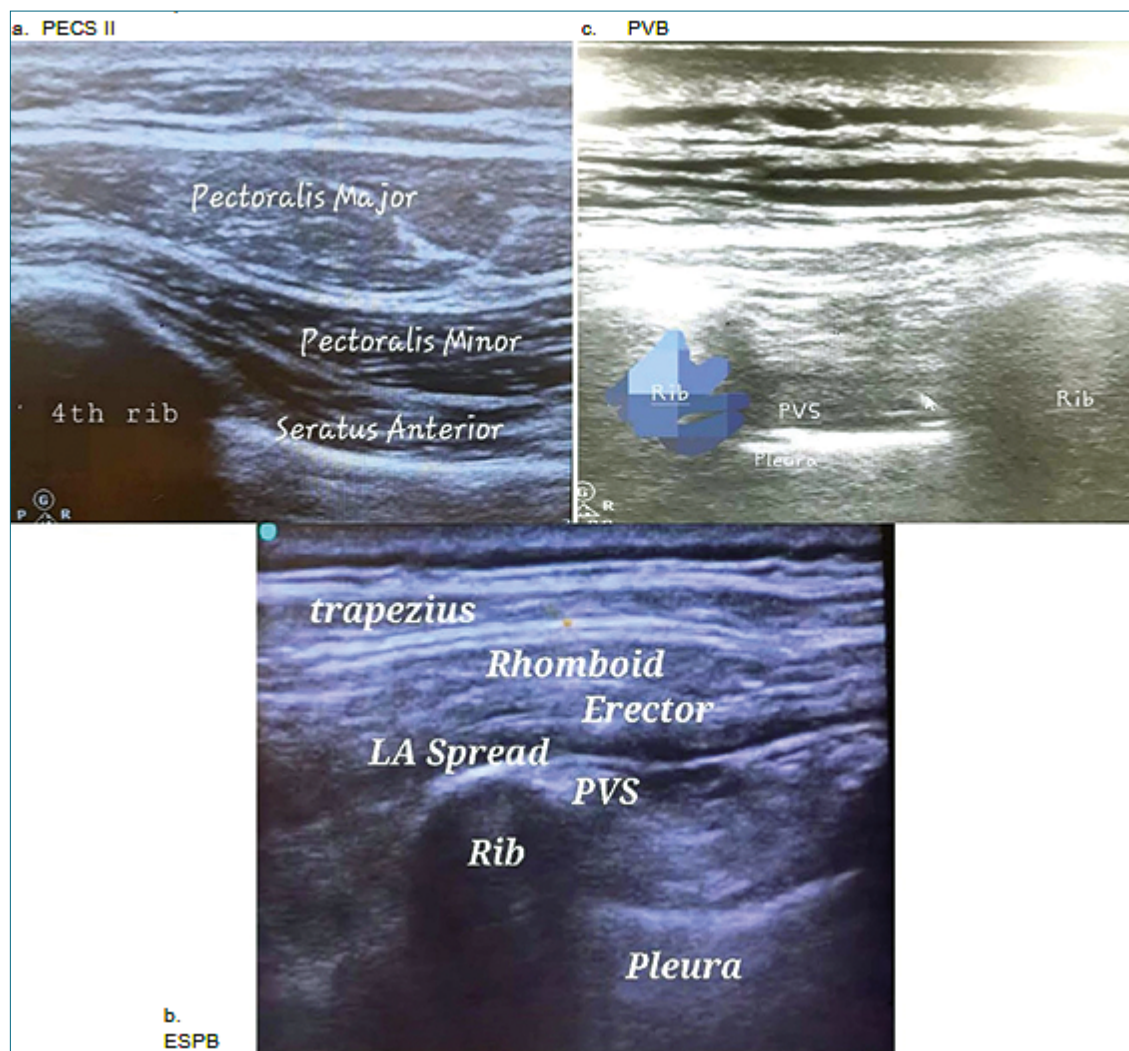 a. PECS II
Pectoralis Major
Pectoralis Minor
4th rib
Seratus Anterior
G
P R
c. PVB
Rib
PVS
Rib
Pleura
G
R
trapezius
Rhomboid
Erector
LA Spread
PVS
Rib
Pleura
b.
ESPB